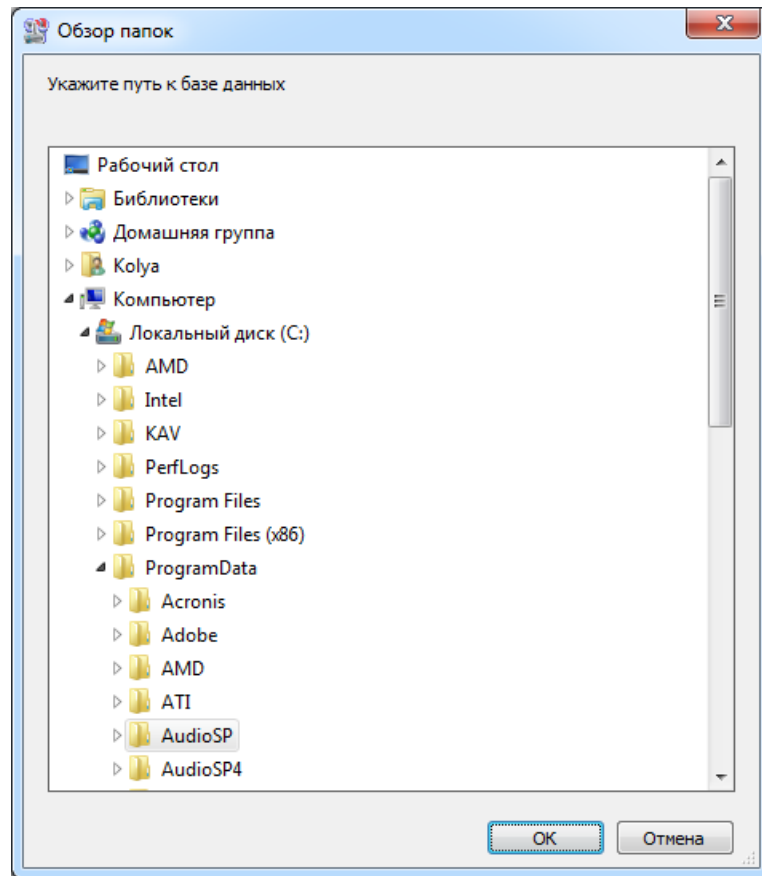 Обзор папок
Укажите путь к базе данных
Рабочий стол
Библиотеки
Домашняя группа
Kolya
Компьютер
Локальный диск (C:)
AMD
Intel
KAV
PerfLogs
Program Files
Program Files (x86)
ProgramData
Acronis
Adobe
AMD
ATI
AudioSP
AudioSP4
OK Отмена